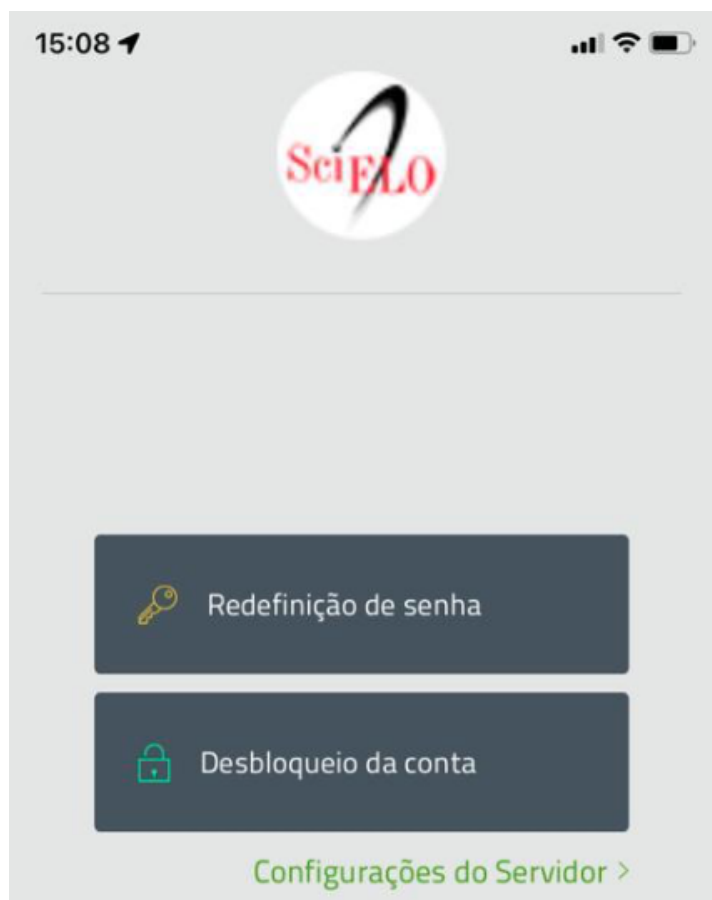 15:08
SciELO
Redefinição de senha
Desbloqueio da conta
Configurações do Servidor >